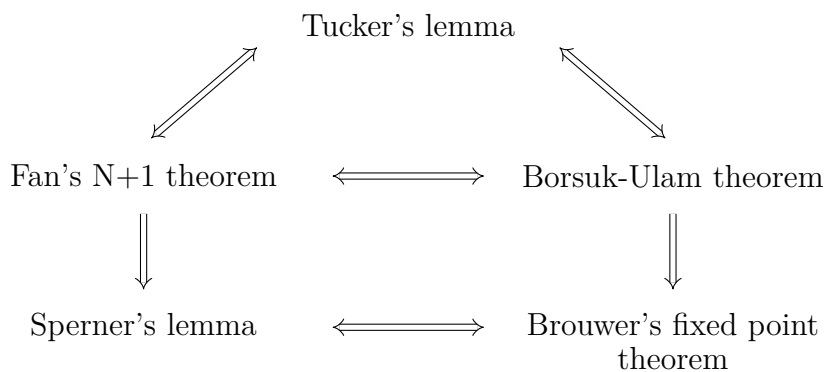 Tucker's lemma
Fan's N+1 theorem
Borsuk-Ulam theorem
Sperner's lemma
Brouwer's fixed point
theorem